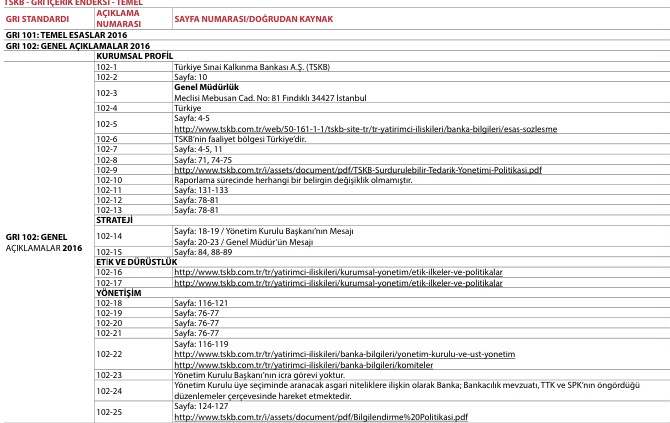 TSKB - GRI İÇERİK ENDEKSİ - TEMEL
GRI STANDARDI AÇIKLAMA NUMARASI SAYFA NUMARASI/DOĞRUDAN KAYNAK
GRI 101: TEMEL ESASLAR 2016
GRI 102: GENEL AÇIKLAMALAR 2016
KURUMSAL PROFİL
102-1 Türkiye Sınai Kalkınma Bankası A.Ş. (TSKB)
102-2 Sayfa: 10
102-3 Genel Müdürlük
Meclisi Mebusan Cad. No: 81 Fındıklı 34427 İstanbul
102-4 Türkiye
102-5 Sayfa: 4-5
http://www.tskb.com.tr/web/50-161-1-1/tskb-site-tr/tr-yatirimci-iliskileri/banka-bilgileri/esas-sozlesme
102-6 TSKB'nin faaliyet bölgesi Türkiye'dir.
102-7 Sayfa: 4-5, 11
102-8 Sayfa: 71, 74-75
102-9 http://www.tskb.com.tr/i/assets/document/pdf/TSKB-Surdurulebilir-Tedarik-Yonetimi-Politikasi.pdf
102-10 Raporlama sürecinde herhangi bir belirgin değişiklik olmamıştır.
102-11 Sayfa: 131-133
102-12 Sayfa: 78-81
102-13 Sayfa: 78-81
STRATEJİ
GRI 102: GENEL
AÇIKLAMALAR 2016
102-14 Sayfa: 18-19 / Yönetim Kurulu Başkanı'nın Mesajı
Sayfa: 20-23 / Genel Müdür'ün Mesajı
102-15 Sayfa: 84, 88-89
ETİK VE DÜRÜSTLÜK
102-16 http://www.tskb.com.tr/tr/yatirimci-iliskileri/kurumsal-yonetim/etik-ilkeler-ve-politikalar
102-17 http://www.tskb.com.tr/tr/yatirimci-iliskileri/kurumsal-yonetim/etik-ilkeler-ve-politikalar
YÖNETİŞİM
102-18 Sayfa: 116-121
102-19 Sayfa: 76-77
102-20 Sayfa: 76-77
102-21 Sayfa: 76-77
102-22 Sayfa: 116-119
http://www.tskb.com.tr/tr/yatirimci-iliskileri/banka-bilgileri/yonetim-kurulu-ve-ust-yonetim
http://www.tskb.com.tr/tr/yatirimci-iliskileri/banka-bilgileri/komiteler
102-23 Yönetim Kurulu Başkanı'nın icra görevi yoktur.
102-24 Yönetim Kurulu üye seçiminde aranacak asgari niteliklere ilişkin olarak Banka; Bankacılık mevzuatı, TTK ve SPK'nın öngördüğü
düzenlemeler çerçevesinde hareket etmektedir.
102-25 Sayfa: 124-127
http://www.tskb.com.tr/i/assets/document/pdf/Bilgilendirme%20Politikasi.pdf